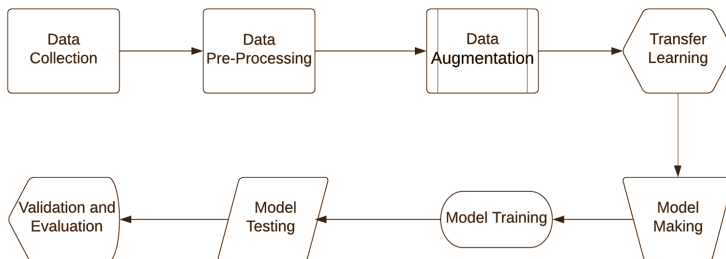 Data
Collection
Data
Pre-Processing
Data
Augmentation
Transfer
Learning
Model
Making
Model Training
Model
Testing
Validation and
Evaluation